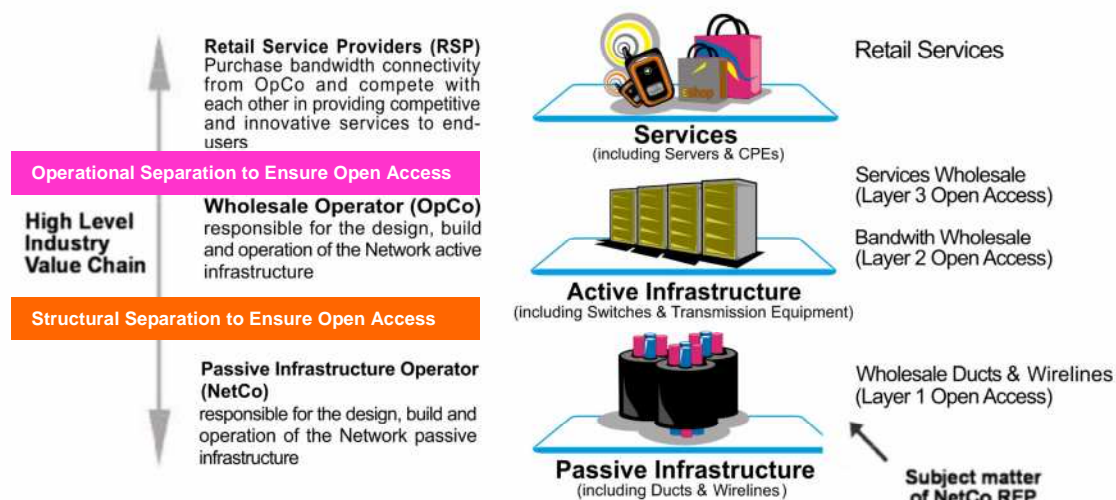 Retail Service Providers (RSP)
Purchase bandwidth connectivity
from OpCo and compete with
each other in providing competitive
and innovative services to end-
users
Operational Separation to Ensure Open Access
Wholesale Operator (OpCo)
responsible for the design, build
and operation of the Network active
infrastructure
High Level
Industry
Value Chain
Structural Separation to Ensure Open Access
Passive Infrastructure Operator
(NetCo)
responsible for the design, build and
operation of the Network passive
infrastructure
shop
Services
(including Servers & CPEs)
Active Infrastructure
(including Switches & Transmission Equipment)
Passive Infrastructure
(including Ducts & Wirelines)
Retail Services
Services Wholesale
(Layer 3 Open Access)
Bandwith Wholesale
(Layer 2 Open Access)
Wholesale Ducts & Wirelines
(Layer 1 Open Access)
Subject matter
of NetCo RFP